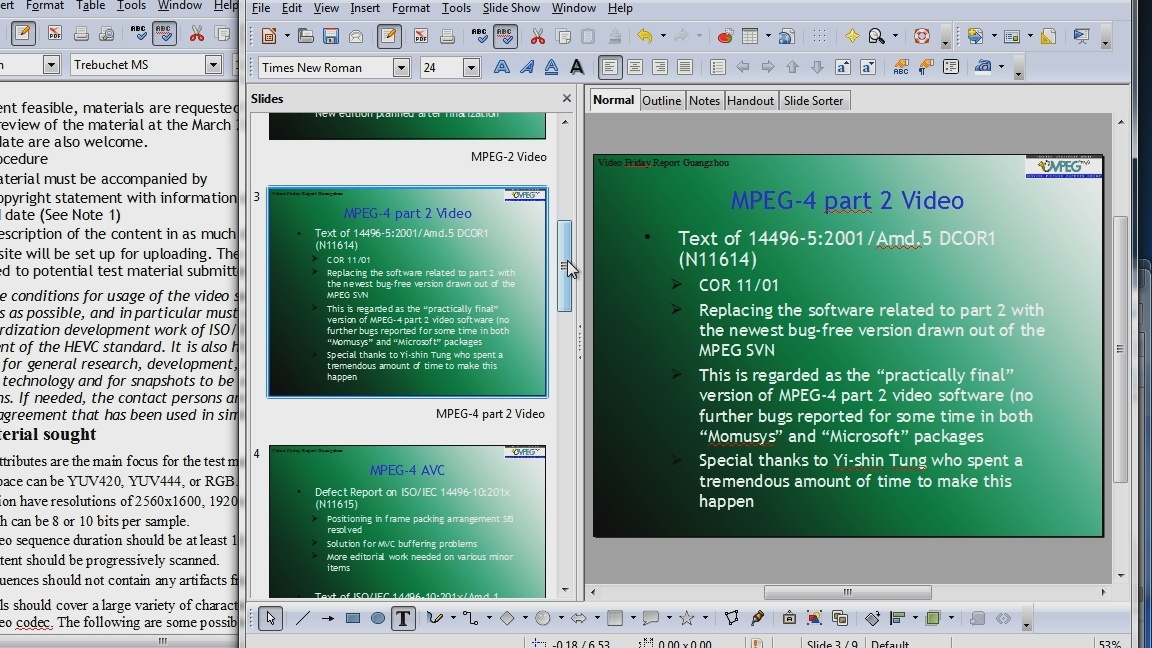 sert Format Table Tools Window Help
Trebuchet MS
ent feasible, materials are requested
review of the material at the March
date are also welcome.
ocedure
aterial must be accompanied by
opyright statement with information
d date (See Note 1)
escription of the content in as much
site will be set up for uploading. The
ed to potential test material submitt
e conditions for usage of the video s
s as possible, and in particular must
rdization development work of ISO/
ent of the HEVC standard. It is also h
for general research, development,
technology and for snapshots to be
ns. If needed, the contact persons ar
agreement that has been used in sim
terial sought
ttributes are the main focus for the test m
pace can be YUV420, YUV444, or RGB.
ion have resolutions of 2560x1600, 1920
h can be 8 or 10 bits per sample.
eo sequence duration should be at least 1
tent should be progressively scanned.
uences should not contain any artifacts fr
ls should cover a large variety of charact
eo codec. The following are some possib
File Edit View Insert Format Tools Slide Show Window Help
Times New Roman 24
Slides
New edition planned after finalization
MPEG-2 Video
3
Video Friday Report Guangzhou
MPEG-4 part 2 Video
• Text of 14496-5:2001/Amd.5 DCOR1
(N11614)
COR 11/01
Replacing the software related to part 2 with
the newest bug-free version drawn out of the
MPEG SVN
This is regarded as the “practically final”
version of MPEG-4 part 2 video software (no
further bugs reported for some time in both
“Momusys” and “Microsoft” packages
Special thanks to Yi-shin Tung who spent a
tremendous amount of time to make this
happen
MPEG-4 part 2 Video
4
Video Friday Report Guangzhou
MPEG-4 AVC
• Defect Report on ISO/IEC 14496-10:201x
(N11615)
Positioning in frame packing arrangement SEI
resolved
Solution for MVC buffering problems
More editorial work needed on various minor
items
Text of ISO/IEC 14496-10:201x/Amd.1
Normal Outline Notes Handout Slide Sorter
Video Friday Report Guangzhou
MPEG
MPEG-4 part 2 Video
• Text of 14496-5:2001/Amd.5 DCOR1
(N11614)
COR 11/01
Replacing the software related to part 2 with
the newest bug-free version drawn out of the
MPEG SVN
This is regarded as the “practically final”
version of MPEG-4 part 2 video software (no
further bugs reported for some time in both
“Momusys” and “Microsoft” packages
Special thanks to Yi-shin Tung who spent a
tremendous amount of time to make this
happen
-0.18 / 6.53 0.00 x 0.00 Slide 3 / 9 Default 53%